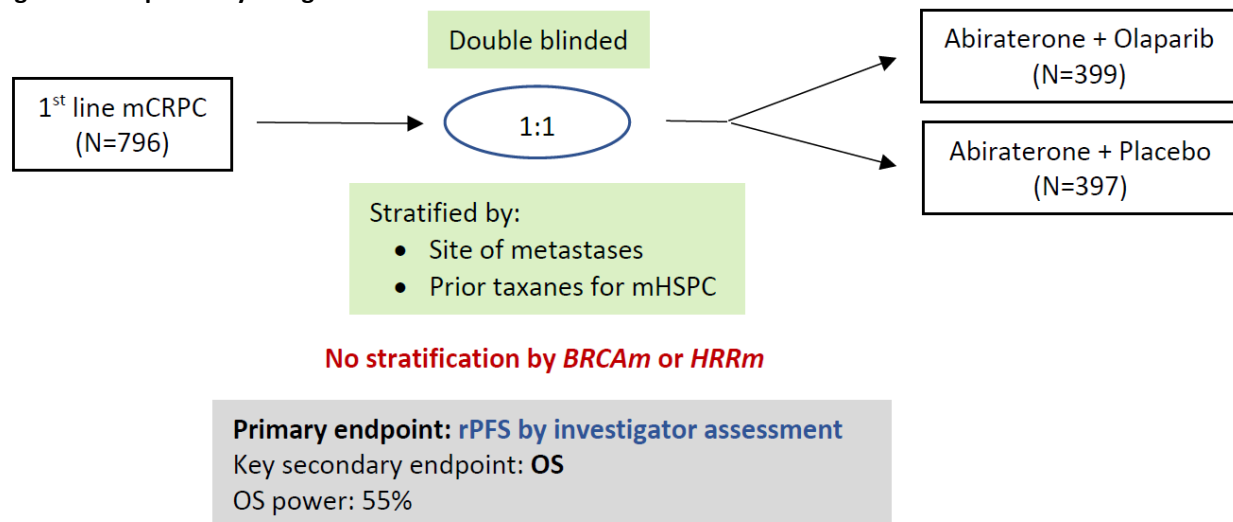 Double blinded
1st line mCRPC
(N=796)
1:1
Abiraterone + Olaparib
(N=399)
Abiraterone + Placebo
(N=397)
Stratified by:
• Site of metastases
• Prior taxanes for mHSPC
No stratification by BRCAm or HRRm
Primary endpoint: rPFS by investigator assessment
Key secondary endpoint: OS
OS power: 55%